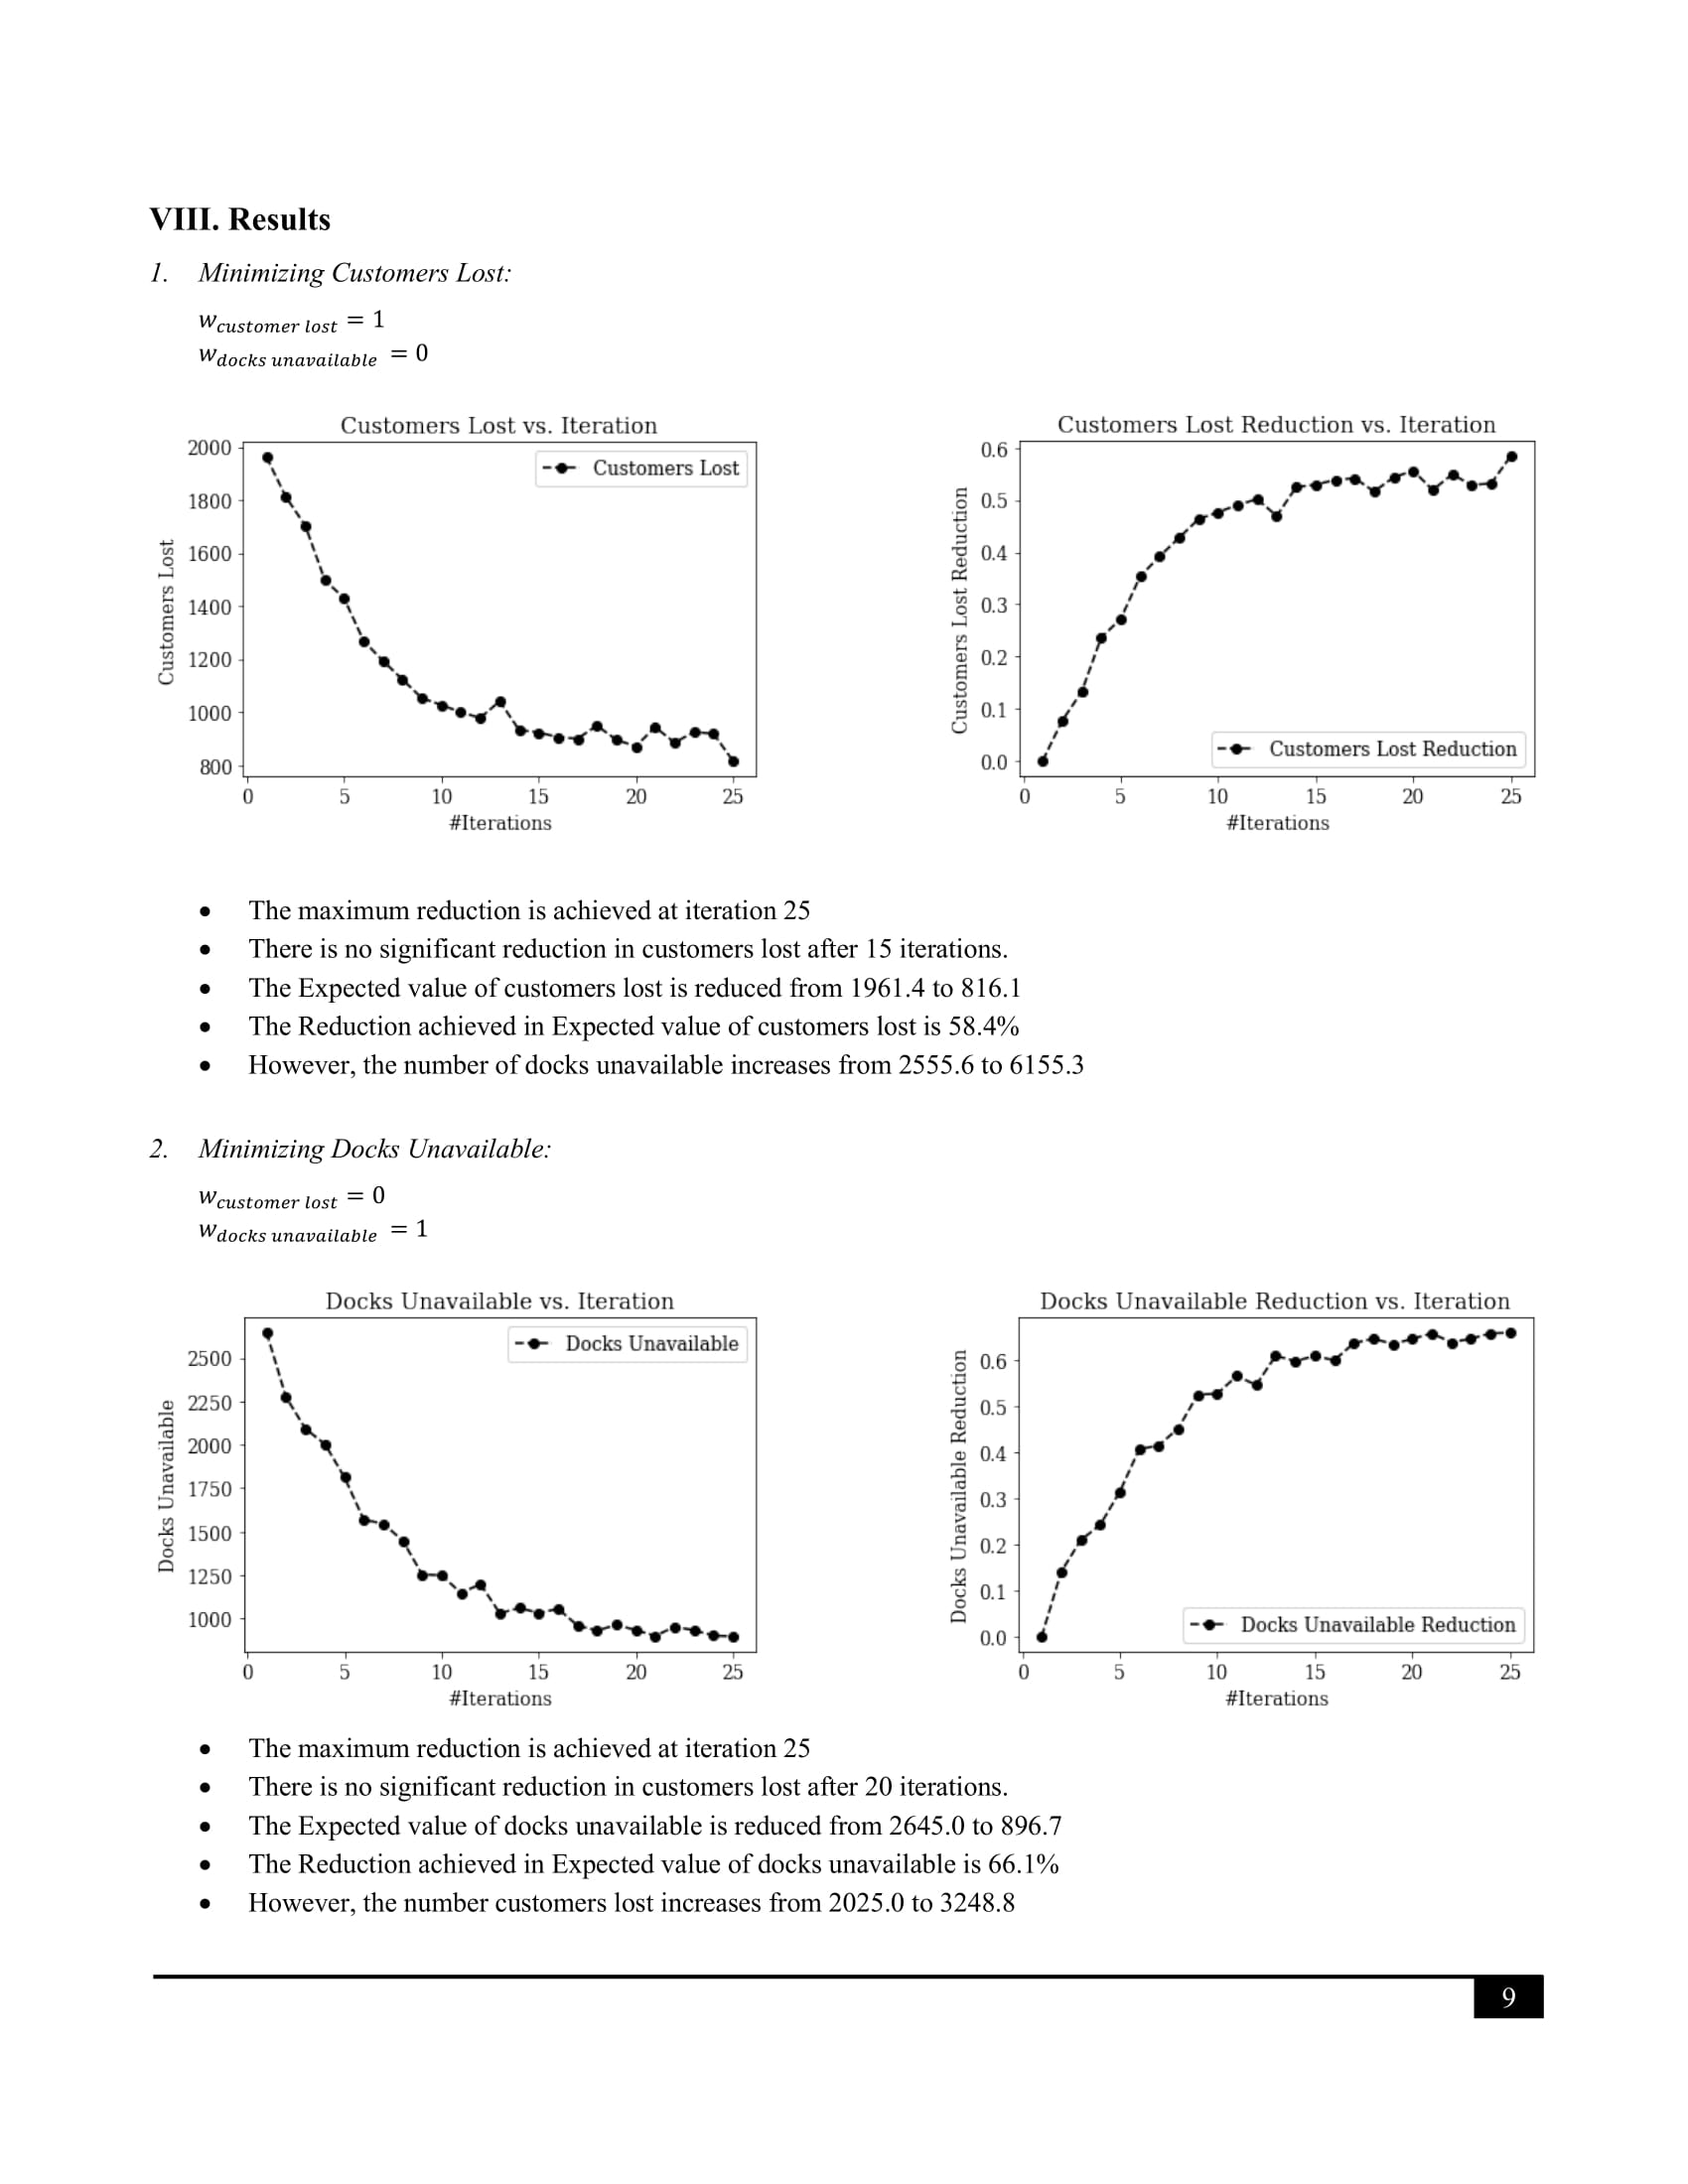 VIII. Results
1. Minimizing Customers Lost:
w_customer lost = 1
w_docks unavailable = 0
Customers Lost vs. Iteration
2000
1800
1600
1400
1200
1000
800
Customers Lost
Customers Lost
0 5 10 15 20 25
#Iterations
Customers Lost Reduction vs. Iteration
0.6
0.5
0.4
0.3
0.2
0.1
0.0
Customers Lost Reduction
Customers Lost Reduction
0 5 10 15 20 25
#Iterations
• The maximum reduction is achieved at iteration 25
• There is no significant reduction in customers lost after 15 iterations.
• The Expected value of customers lost is reduced from 1961.4 to 816.1
• The Reduction achieved in Expected value of customers lost is 58.4%
• However, the number of docks unavailable increases from 2555.6 to 6155.3
2. Minimizing Docks Unavailable:
w_customer lost = 0
w_docks unavailable = 1
Docks Unavailable vs. Iteration
2500
2250
2000
1750
1500
1250
1000
Docks Unavailable
Docks Unavailable
0 5 10 15 20 25
#Iterations
Docks Unavailable Reduction vs. Iteration
0.6
0.5
0.4
0.3
0.2
0.1
0.0
Docks Unavailable Reduction
Docks Unavailable Reduction
0 5 10 15 20 25
#Iterations
• The maximum reduction is achieved at iteration 25
• There is no significant reduction in customers lost after 20 iterations.
• The Expected value of docks unavailable is reduced from 2645.0 to 896.7
• The Reduction achieved in Expected value of docks unavailable is 66.1%
• However, the number customers lost increases from 2025.0 to 3248.8
9